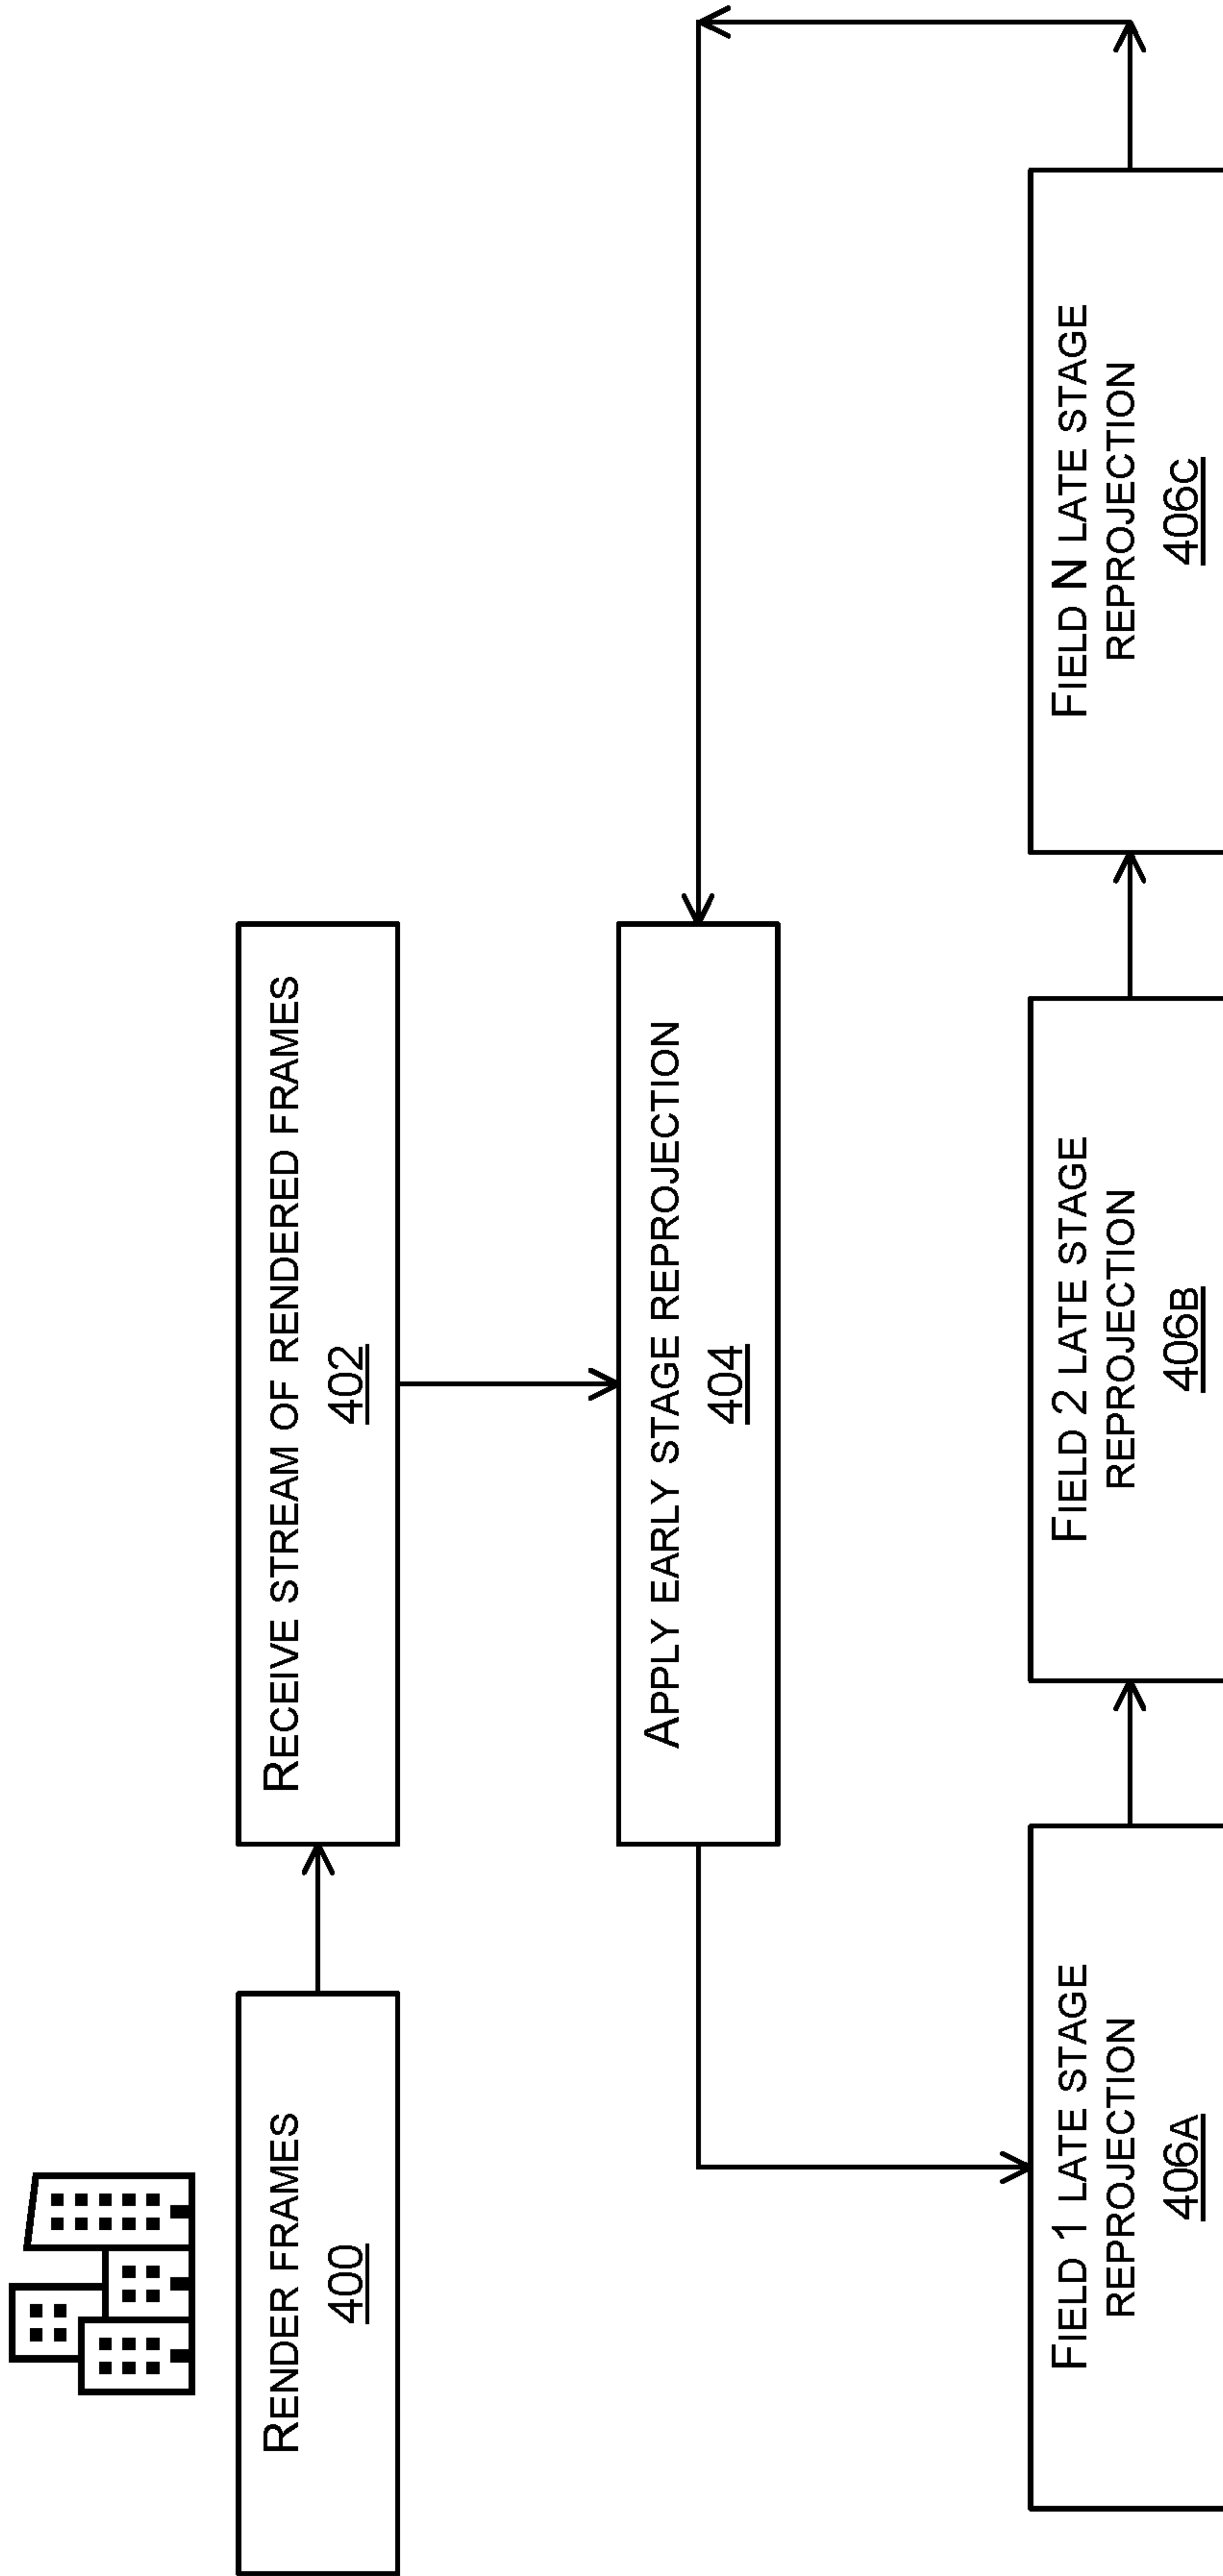 RENDER FRAMES
400
RECEIVE STREAM OF RENDERED FRAMES
402
APPLY EARLY STAGE REPROJECTION
404
FIELD 1 LATE STAGE
REPROJECTION
406A
FIELD 2 LATE STAGE
REPROJECTION
406B
FIELD N LATE STAGE
REPROJECTION
406C